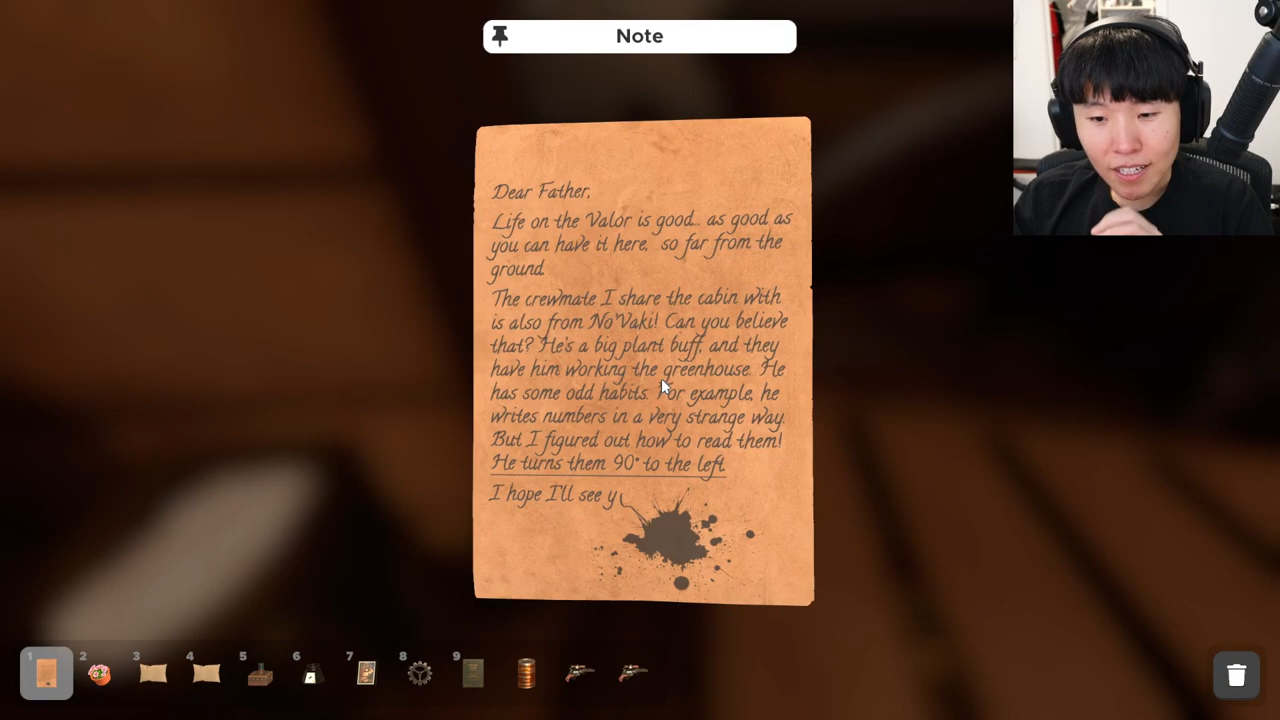 Note
Dear Father,
Life on the Valor is good... as good as
you can have it here, so far from the
ground.
The crewmate I share the cabin with
is also from No'Vaki! Can you believe
that? He's a big plant buff, and they
have him working the greenhouse. He
has some odd habits. For example, he
writes numbers in a very strange way.
But I figured out how to read them!
He turns them 90° to the left.
I hope I'll see y
1 2 3 4 5 6 7 8 9